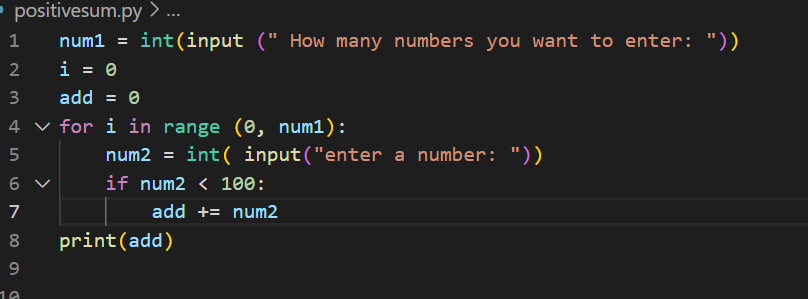 positivesum.py > ...
1 num1 = int(input (" How many numbers you want to enter: "))
2 i = 0
3 add = 0
4 for i in range (0, num1):
5 num2 = int( input("enter a number: "))
6 if num2 < 100:
7 add += num2
8 print(add)
9
10